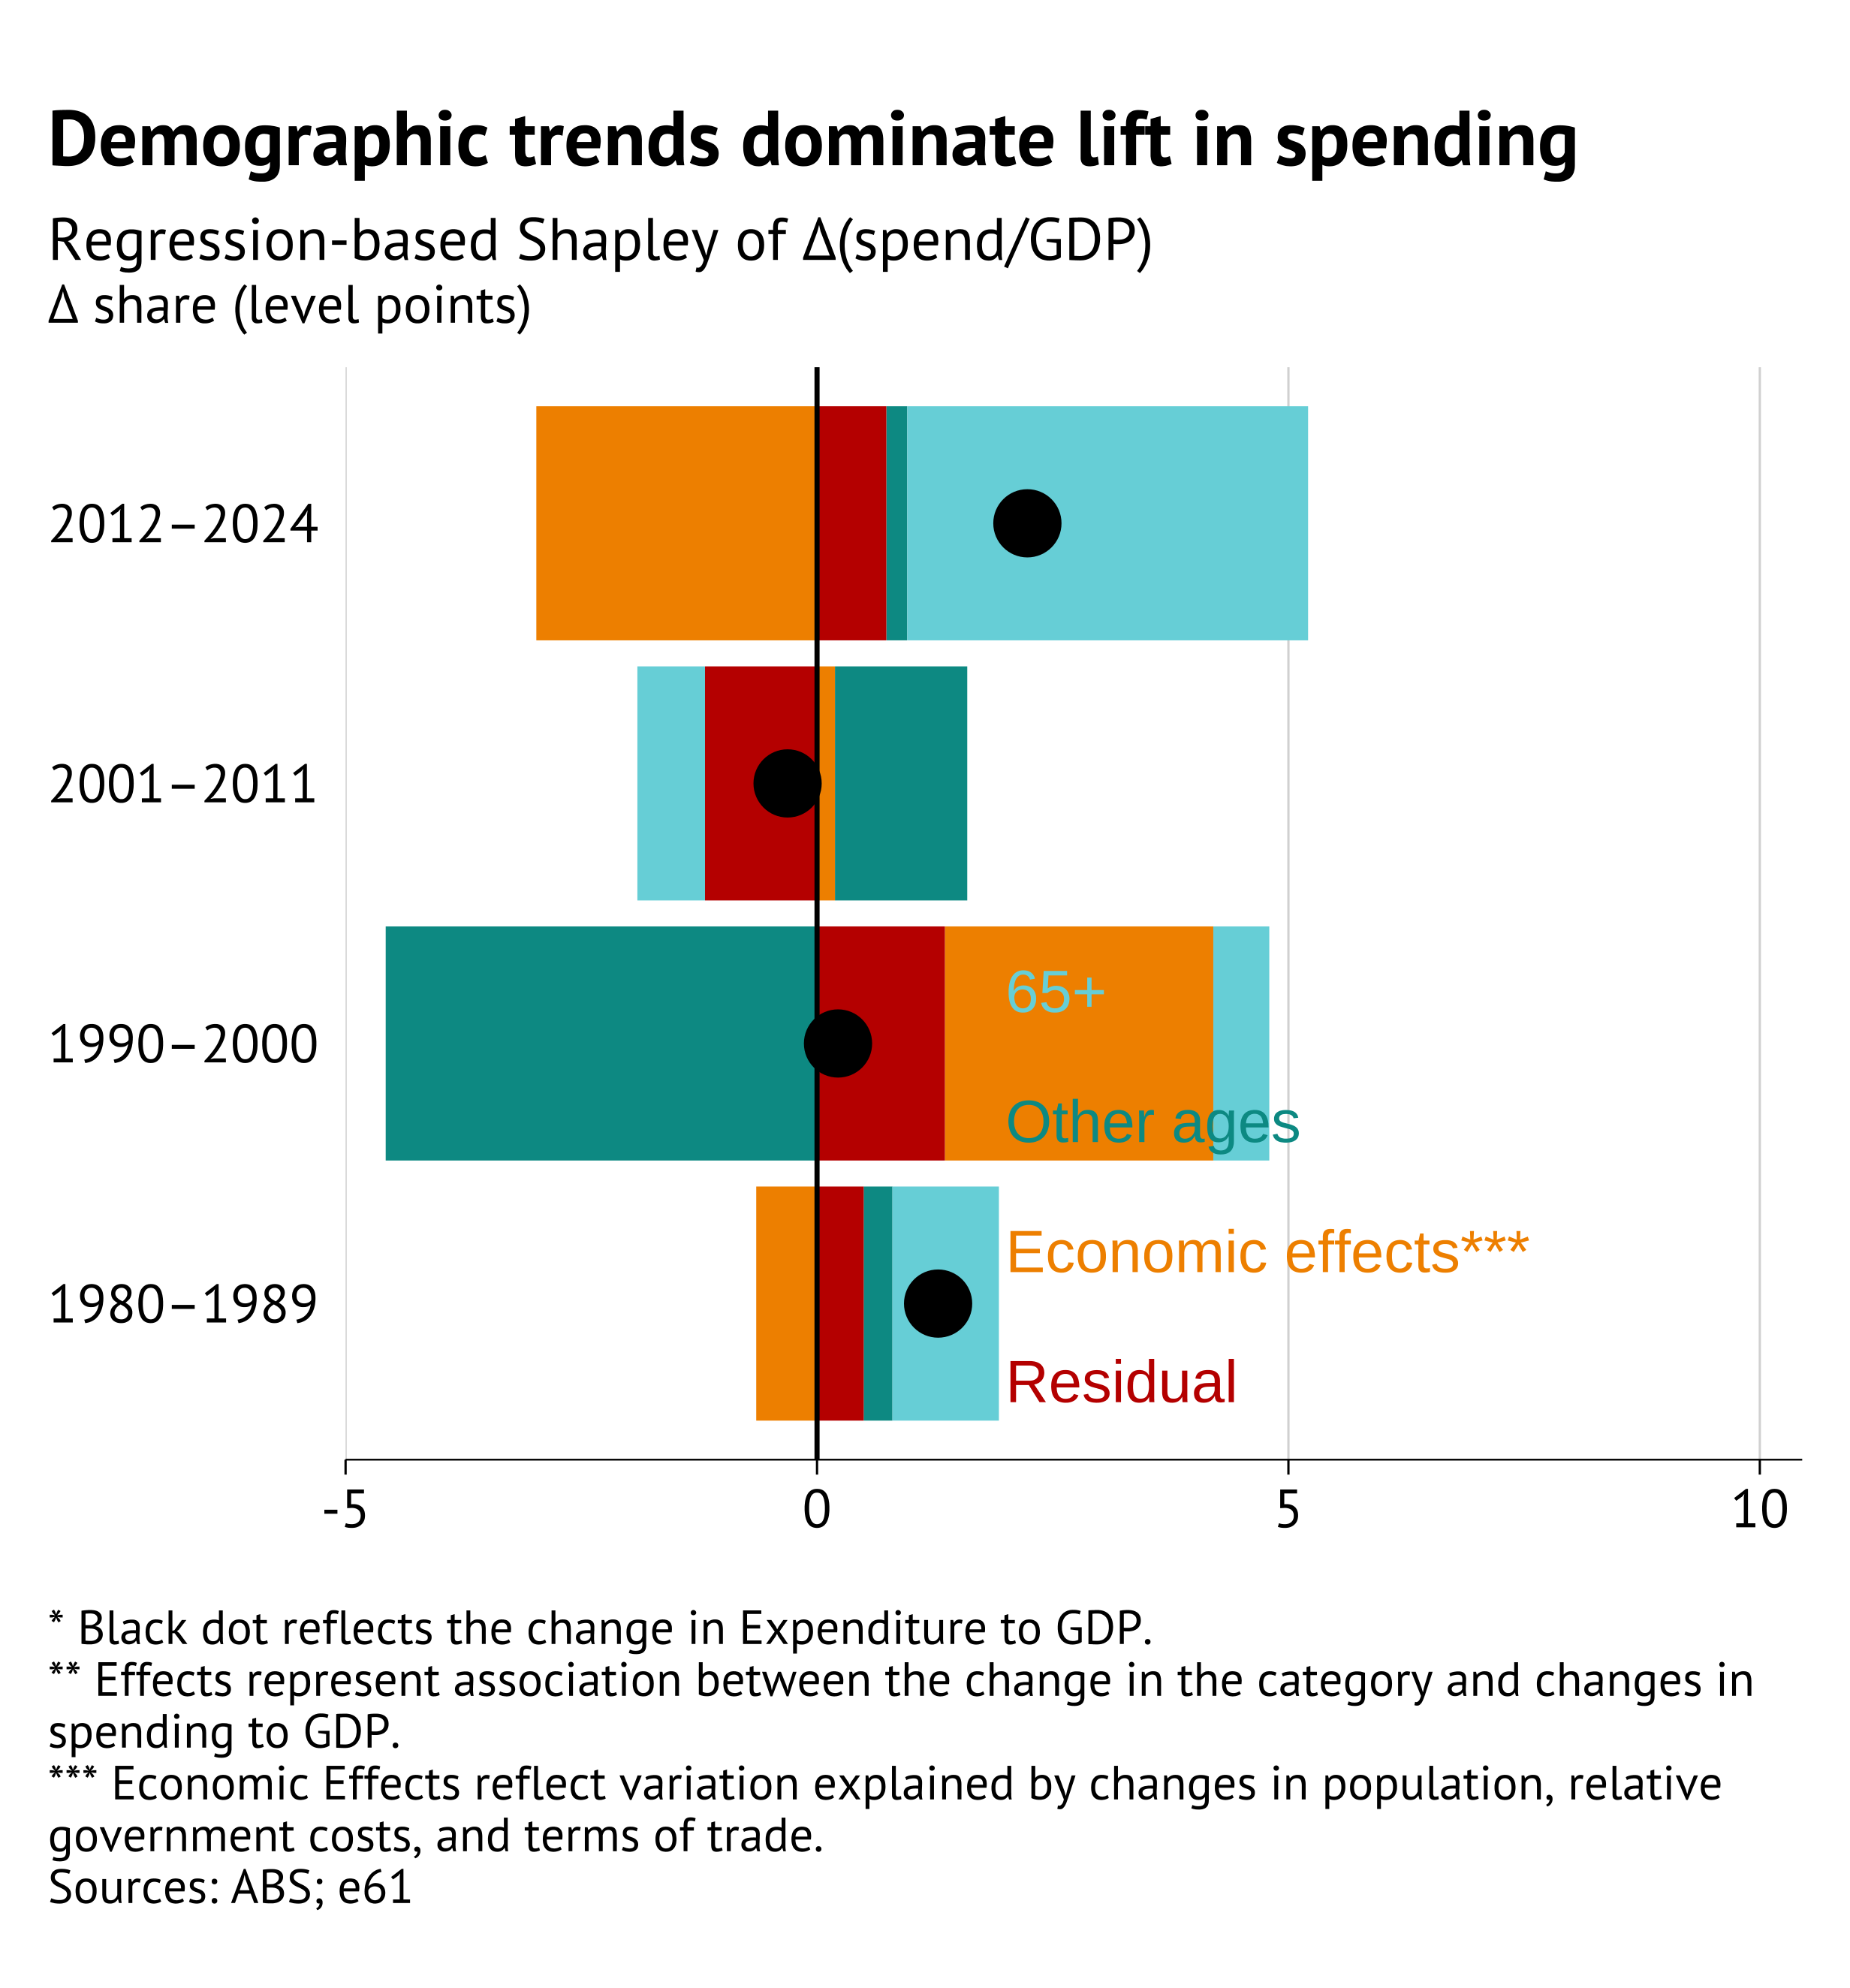 Demographic trends dominate lift in spending
Regression-based Shapley of Δ(spend/GDP)
Δ share (level points)
2012–2024
2001–2011
1990–2000
65+
Other ages
1980–1989
Economic effects***
Residual
-5 0 5 10
* Black dot reflects the change in Expenditure to GDP.
** Effects represent association between the change in the category and changes in
spending to GDP.
*** Economic Effects reflect variation explained by changes in population, relative
government costs, and terms of trade.
Sources: ABS; e61